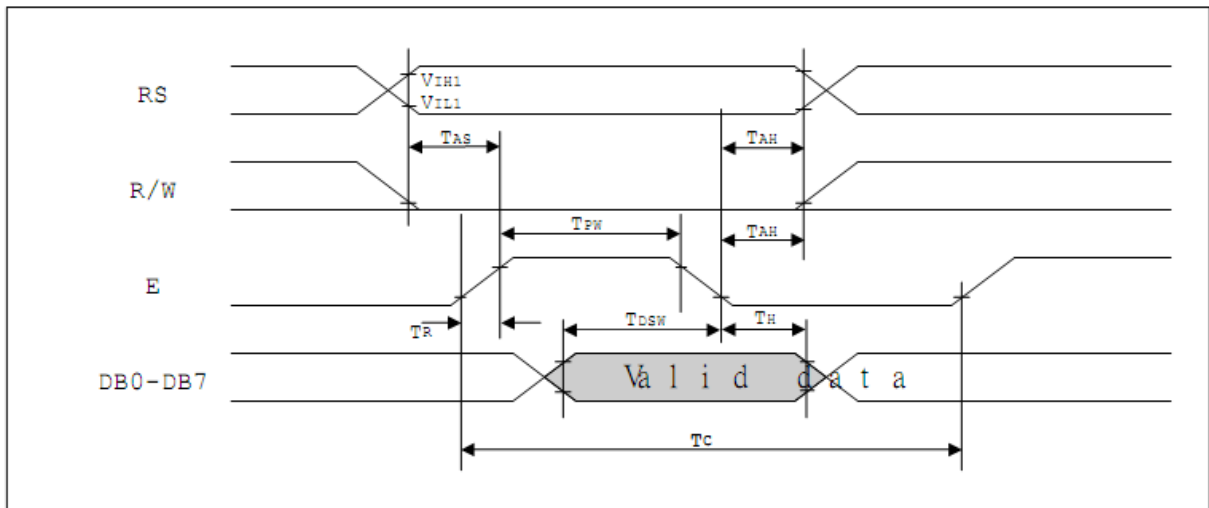 RS
VIH1
VIL1
TAS
TAH
R/W
TPW
TAH
E
TR
TDSW
TH
DB0-DB7
Valid data
TC